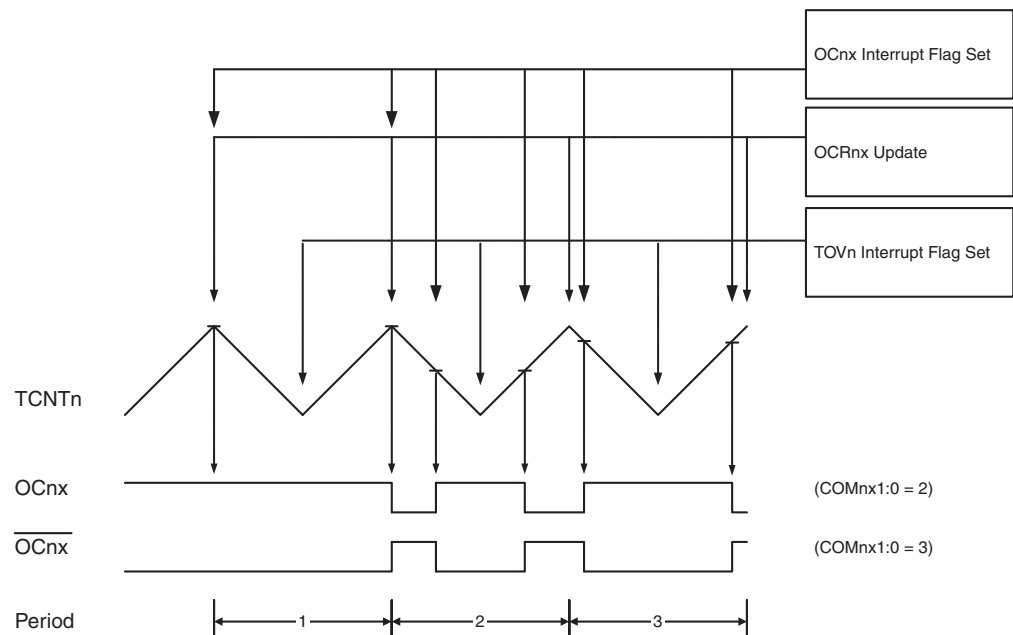 OCnx Interrupt Flag Set
OCRnx Update
TOVn Interrupt Flag Set
TCNTn
OCnx
(COMnx1:0 = 2)
OCnx
(COMnx1:0 = 3)
Period
1
2
3